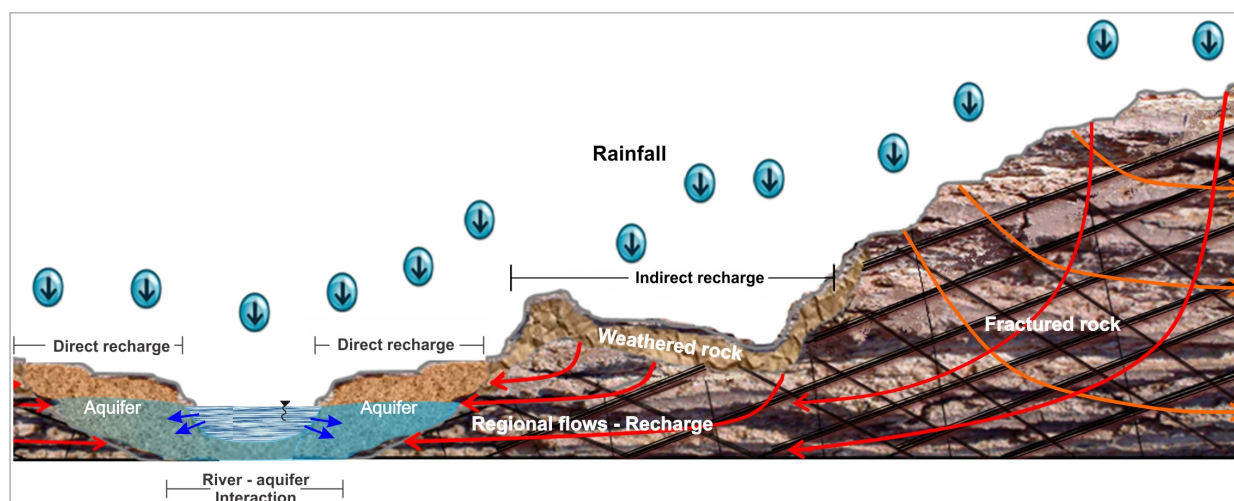 Rainfall
Indirect recharge
Direct recharge
Direct recharge
Weathered rock
Fractured rock
Aquifer
Aquifer
Regional flows - Recharge
River - aquifer
Interaction